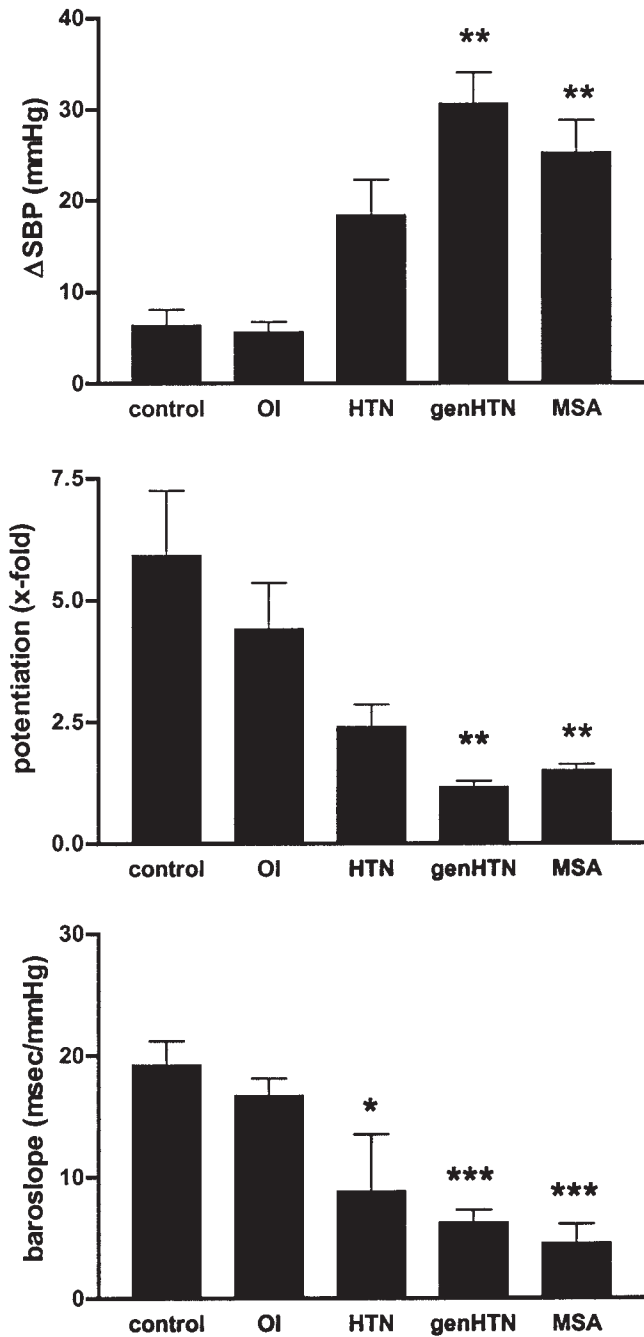 40
30
20
10
0
ΔSBP (mmHg)
** **
control OI HTN genHTN MSA
7.5
5.0
2.5
0.0
potentiation (x-fold)
** **
control OI HTN genHTN MSA
30
20
10
0
baroslope (msec/mmHg)
* *** ***
control OI HTN genHTN MSA